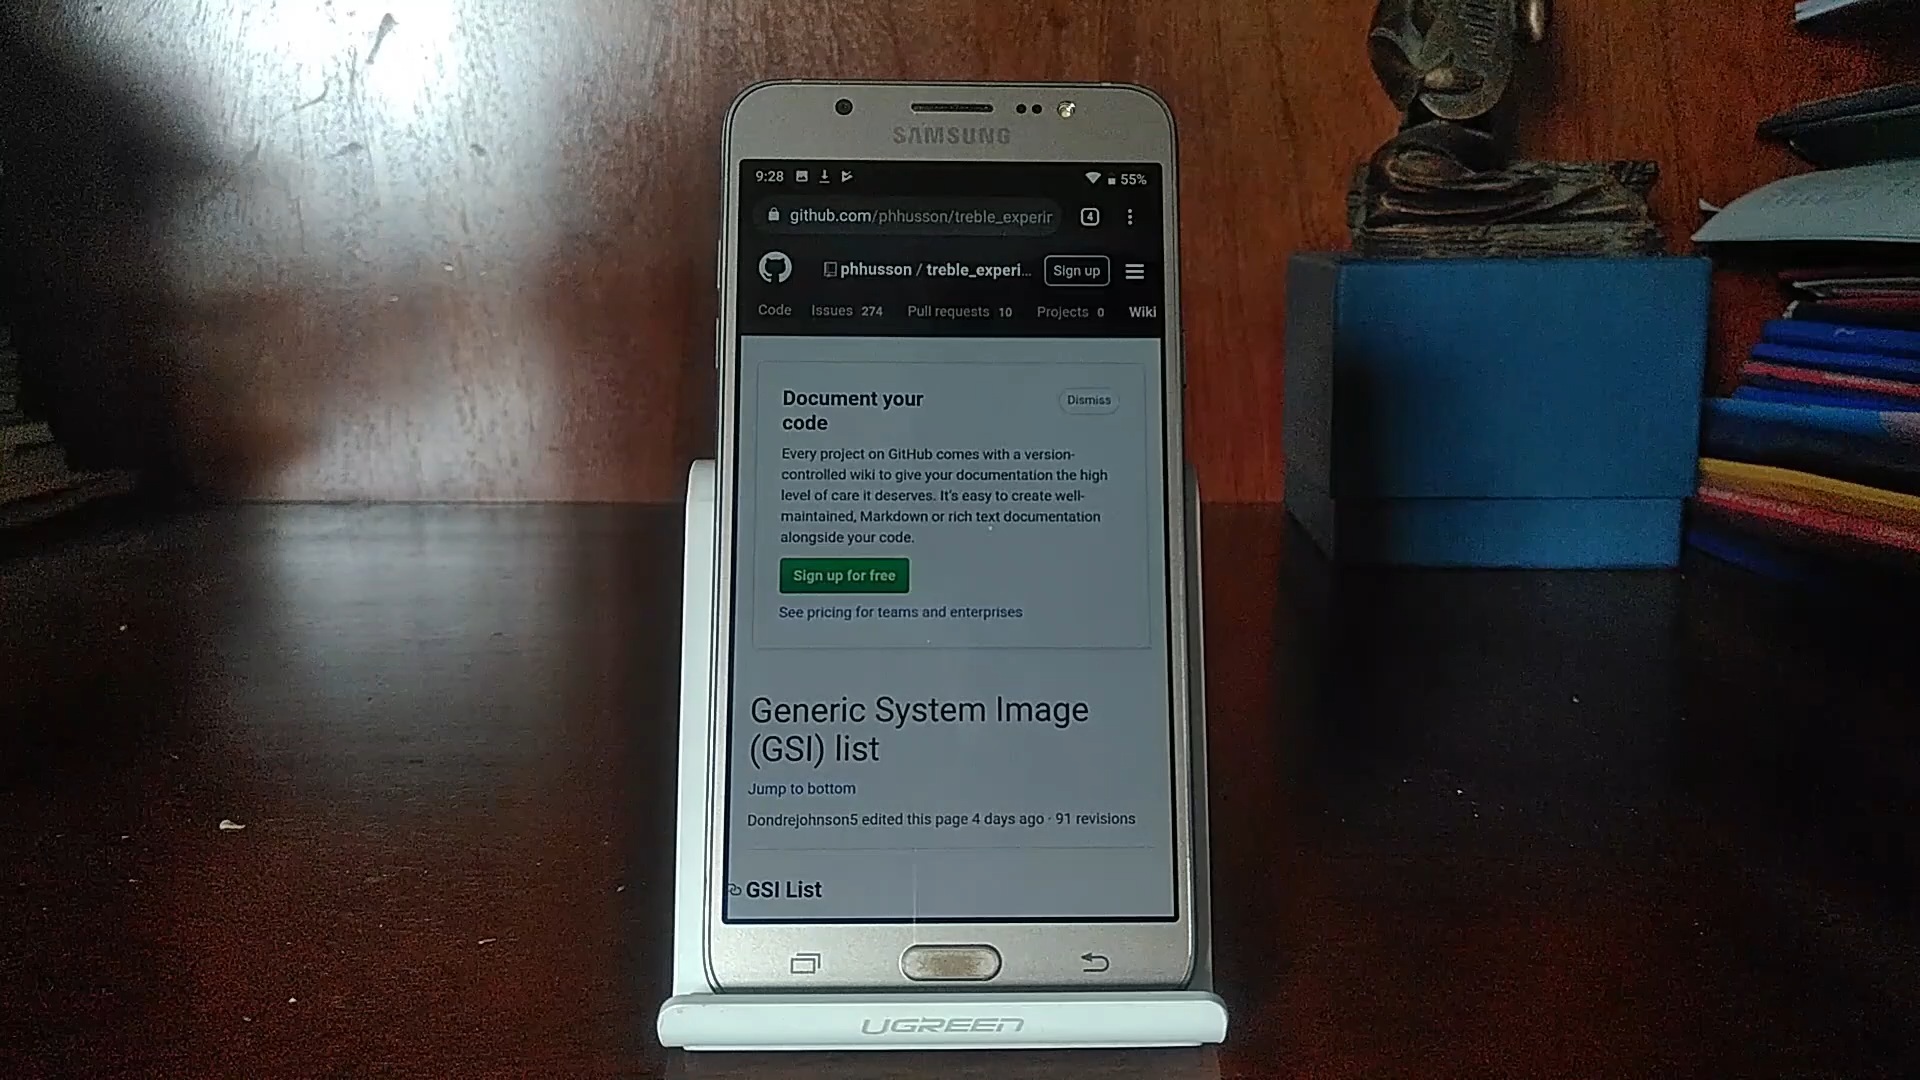 SAMSUNG
9:28 55%
github.com/phhusson/treble_experir 4
phhusson / treble_experi... Sign up
Code Issues 274 Pull requests 10 Projects 0 Wiki
Document your
code
Dismiss
Every project on GitHub comes with a version-
controlled wiki to give your documentation the high
level of care it deserves. It's easy to create well-
maintained, Markdown or rich text documentation
alongside your code.
Sign up for free
See pricing for teams and enterprises
Generic System Image
(GSI) list
Jump to bottom
Dondrejohnson5 edited this page 4 days ago · 91 revisions
GSI List
UGREEN